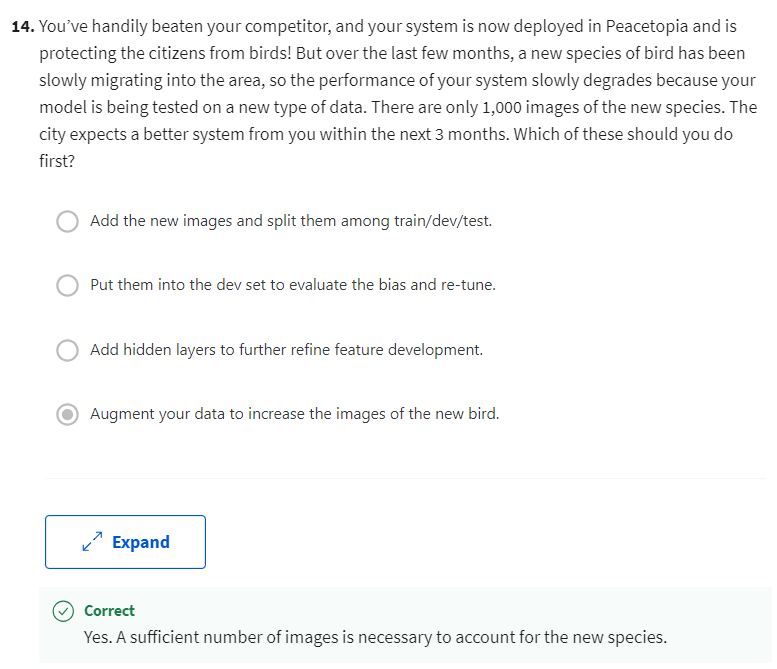 14. You’ve handily beaten your competitor, and your system is now deployed in Peacetopia and is
protecting the citizens from birds! But over the last few months, a new species of bird has been
slowly migrating into the area, so the performance of your system slowly degrades because your
model is being tested on a new type of data. There are only 1,000 images of the new species. The
city expects a better system from you within the next 3 months. Which of these should you do
first?
Add the new images and split them among train/dev/test.
Put them into the dev set to evaluate the bias and re-tune.
Add hidden layers to further refine feature development.
Augment your data to increase the images of the new bird.
Expand
Correct
Yes. A sufficient number of images is necessary to account for the new species.